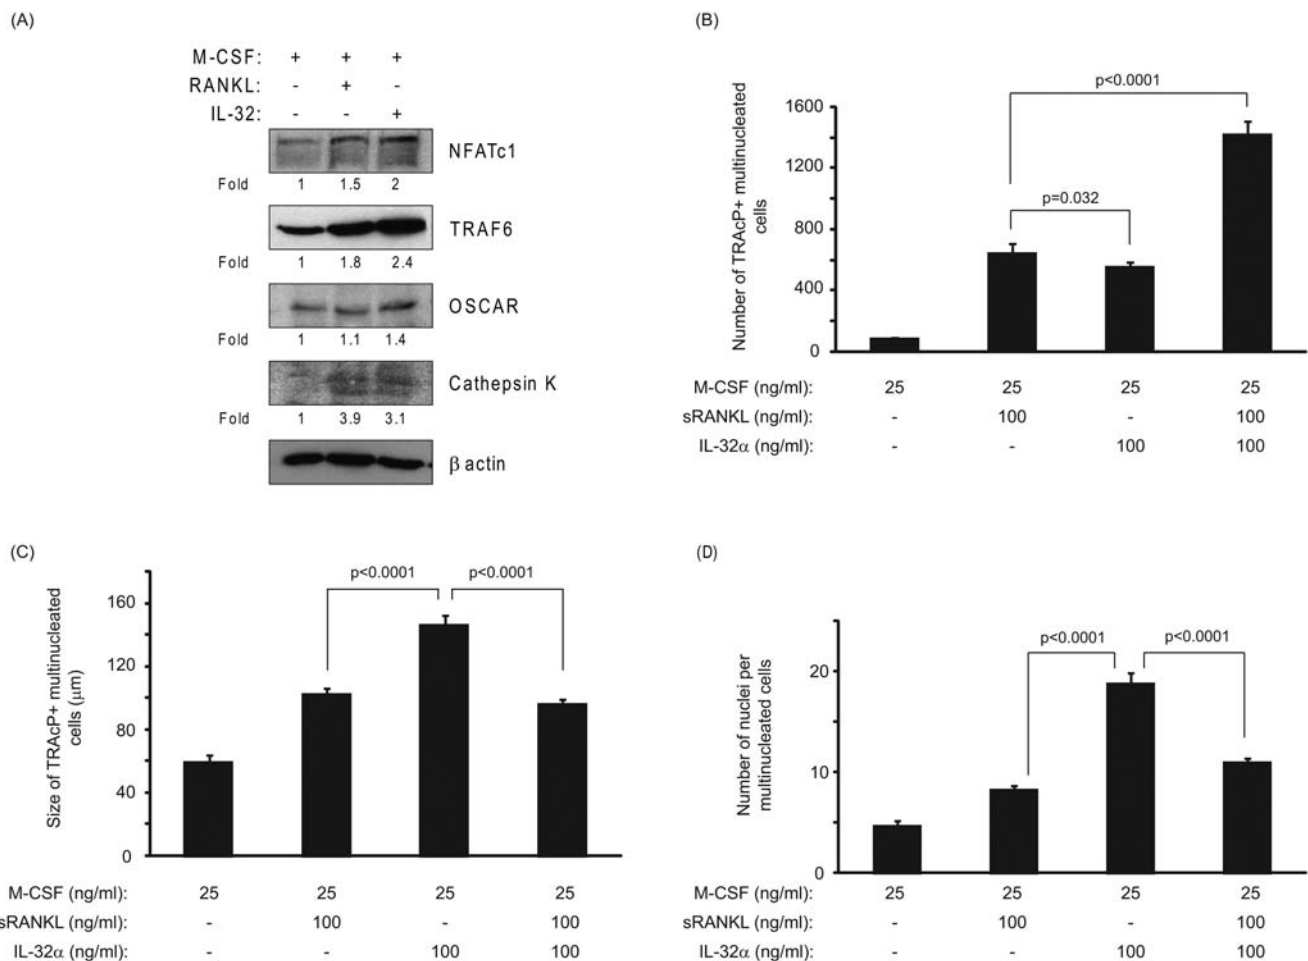 (A)
M-CSF: + + +
RANKL: - + -
IL-32: - - +
NFATc1
Fold 1 1.5 2
TRAF6
Fold 1 1.8 2.4
OSCAR
Fold 1 1.1 1.4
Cathepsin K
Fold 1 3.9 3.1
β actin
(B)
p<0.0001
p=0.032
Number of TRAcP+ multinucleated
cells
1600
1200
800
400
0
M-CSF (ng/ml): 25 25 25 25
sRANKL (ng/ml): - 100 - 100
IL-32α (ng/ml): - - 100 100
(C)
p<0.0001 p<0.0001
Size of TRAcP+ multinucleated
cells (μm)
160
120
80
40
0
M-CSF (ng/ml): 25 25 25 25
sRANKL (ng/ml): - 100 - 100
IL-32α (ng/ml): - - 100 100
(D)
p<0.0001 p<0.0001
Number of nuclei per
multinucleated cells
20
10
0
M-CSF (ng/ml): 25 25 25 25
sRANKL (ng/ml): - 100 - 100
IL-32α (ng/ml): - - 100 100